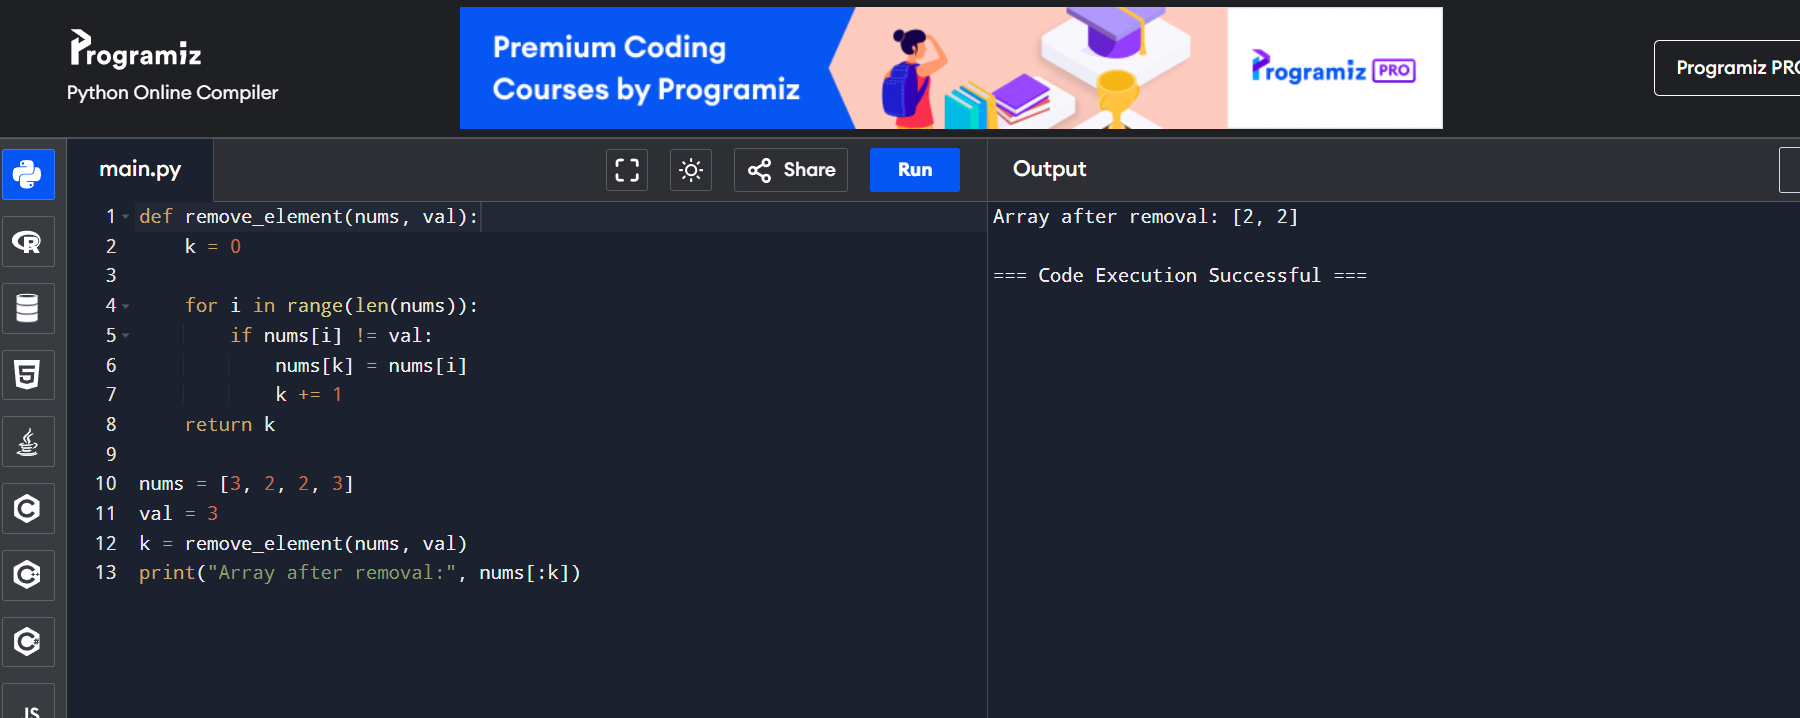 Programiz
Python Online Compiler
Premium Coding
Courses by Programiz
Programiz PRO
Programiz PRO
main.py
Share
Run
Output
1 def remove_element(nums, val):
2     k = 0
3
4     for i in range(len(nums)):
5         if nums[i] != val:
6             nums[k] = nums[i]
7             k += 1
8     return k
9
10 nums = [3, 2, 2, 3]
11 val = 3
12 k = remove_element(nums, val)
13 print("Array after removal:", nums[:k])
Array after removal: [2, 2]
=== Code Execution Successful ===
R
5
C
C++
C#
JS